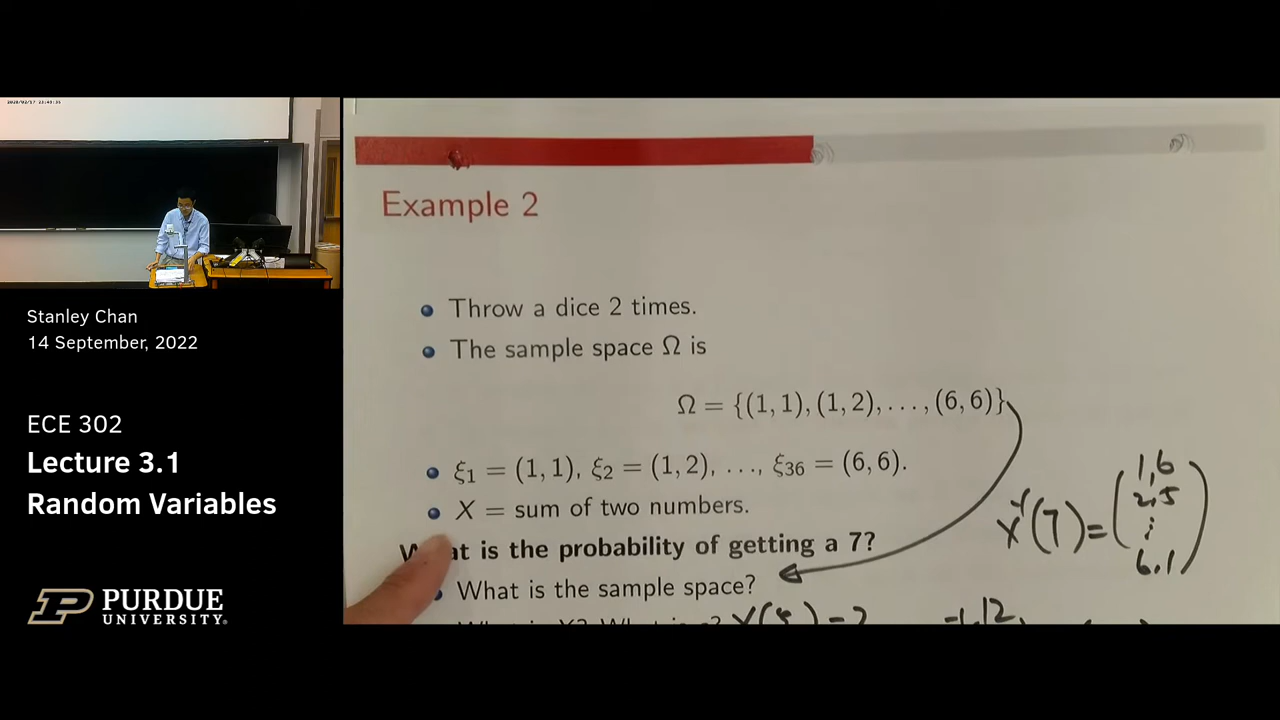 Stanley Chan
14 September, 2022
ECE 302
Lecture 3.1
Random Variables
PURDUE
UNIVERSITY
Example 2
Throw a dice 2 times.
The sample space Ω is
Ω = {(1, 1), (1, 2), . . . , (6, 6)}
ξ₁ = (1, 1), ξ₂ = (1, 2), . . . , ξ₃₆ = (6, 6).
X = sum of two numbers.
is the probability of getting a 7?
What is the sample space?
X⁻¹(7) = (1,6
2,5
⋮
6,1)